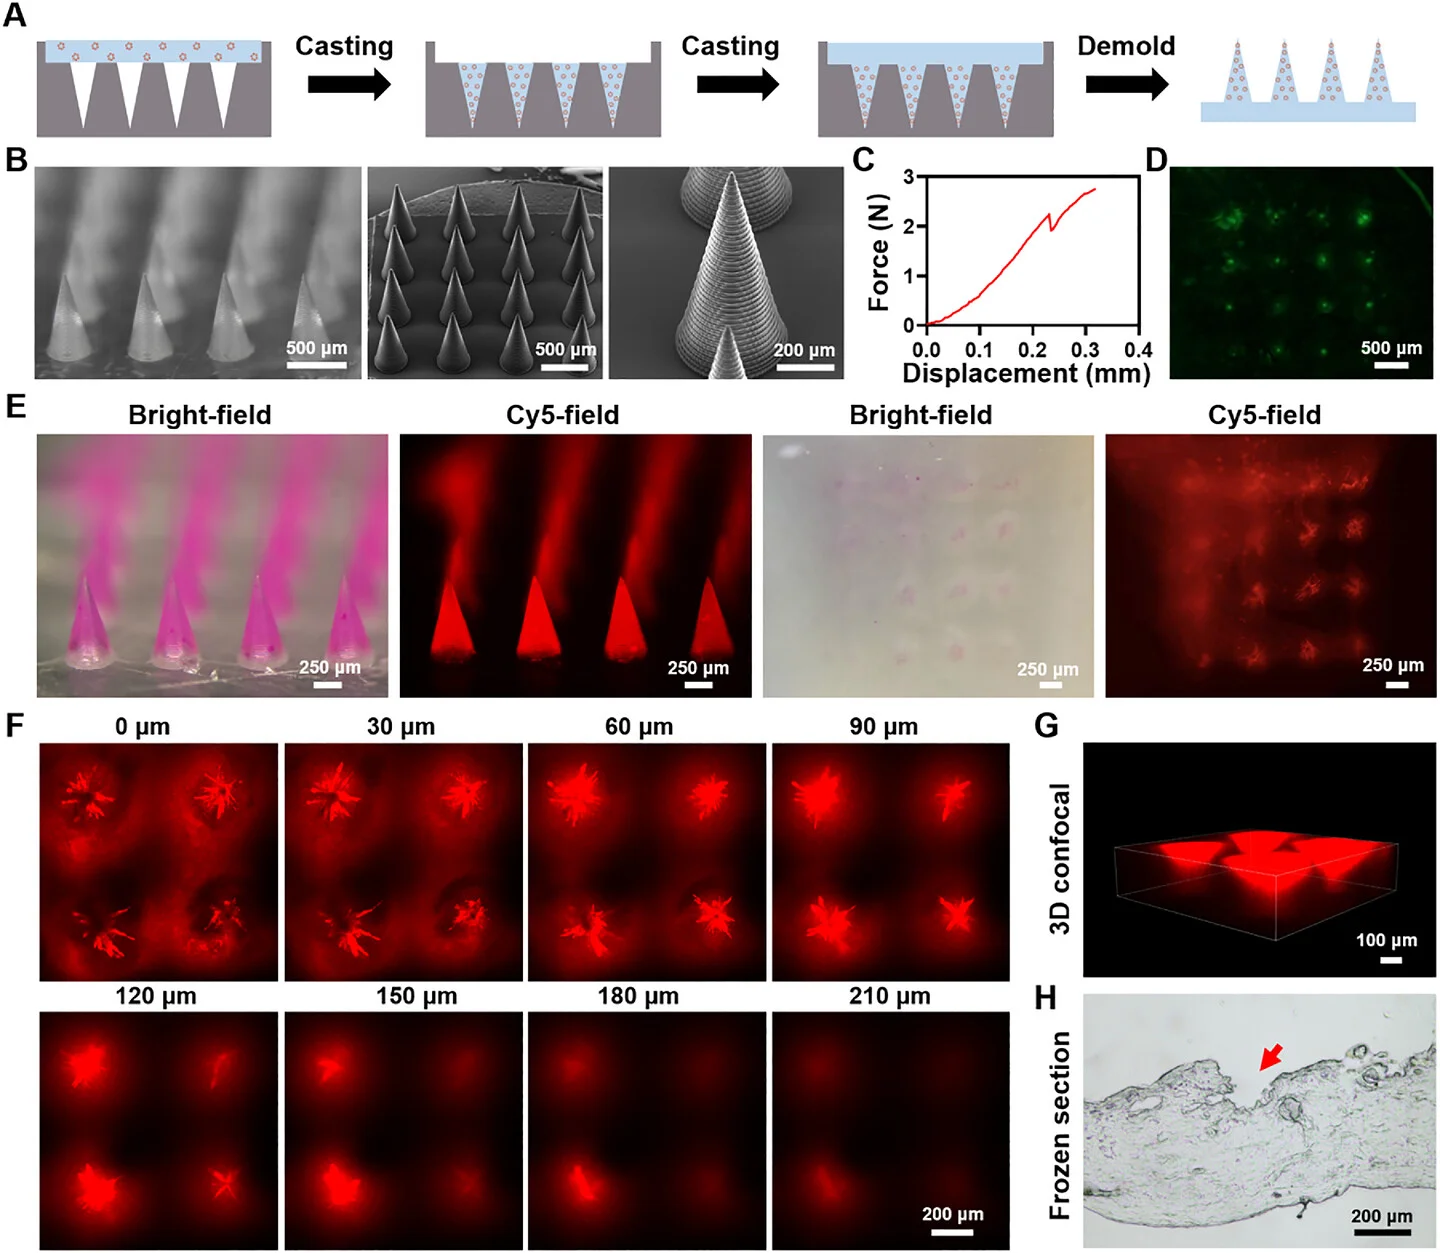 A
Casting
Casting
Demold
B
500 µm
500 µm
200 µm
C
Force (N)
3
2
1
0
0.0 0.1 0.2 0.3 0.4
Displacement (mm)
D
500 µm
E
Bright-field
Cy5-field
Bright-field
Cy5-field
250 µm
250 µm
250 µm
250 µm
F
0 µm
30 µm
60 µm
90 µm
120 µm
150 µm
180 µm
210 µm
200 µm
G
3D confocal
100 µm
H
Frozen section
200 µm